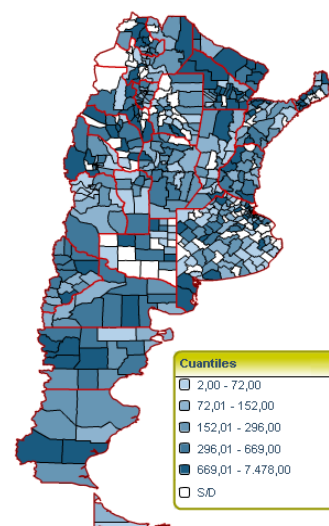 Cuantiles
2,00 - 72,00
72,01 - 152,00
152,01 - 296,00
296,01 - 669,00
669,01 - 7.478,00
S/D